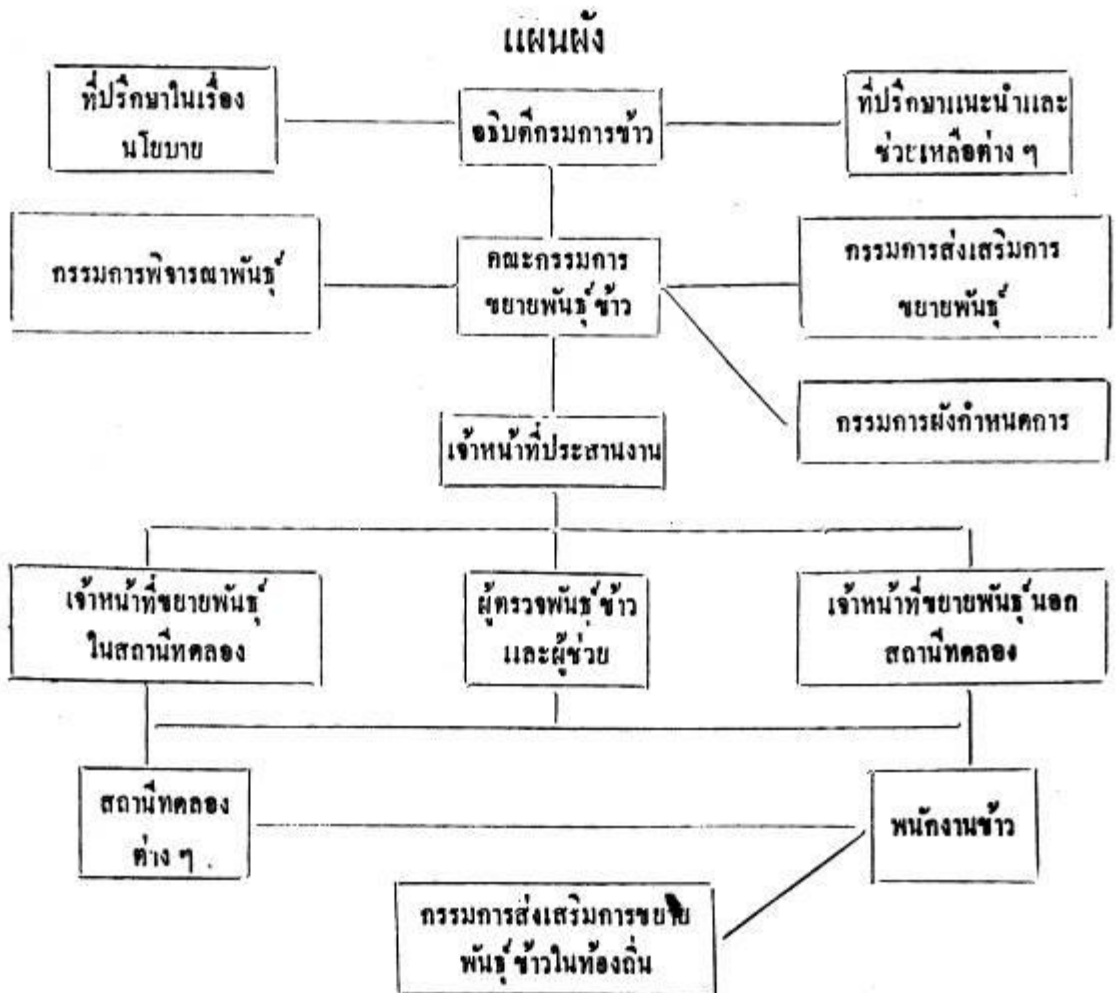 แผนผัง
ที่ปรึกษาในเรื่อง
นโยบาย
อธิบดีกรมการข้าว
ที่ปรึกษาแนะนำและ
ช่วยเหลือต่าง ๆ
กรรมการพิจารณาพันธุ์
คณะกรรมการ
ขยายพันธุ์ข้าว
กรรมการส่งเสริมการ
ขยายพันธุ์
กรรมการผังกำหนดการ
เจ้าหน้าที่ประสานงาน
เจ้าหน้าที่ขยายพันธุ์
ในสถานีทดลอง
ผู้ตรวจพันธุ์ข้าว
และผู้ช่วย
เจ้าหน้าที่ขยายพันธุ์นอก
สถานีทดลอง
สถานีทดลอง
ต่าง ๆ
พนักงานข้าว
กรรมการส่งเสริมการขยาย
พันธุ์ข้าวในท้องถิ่น